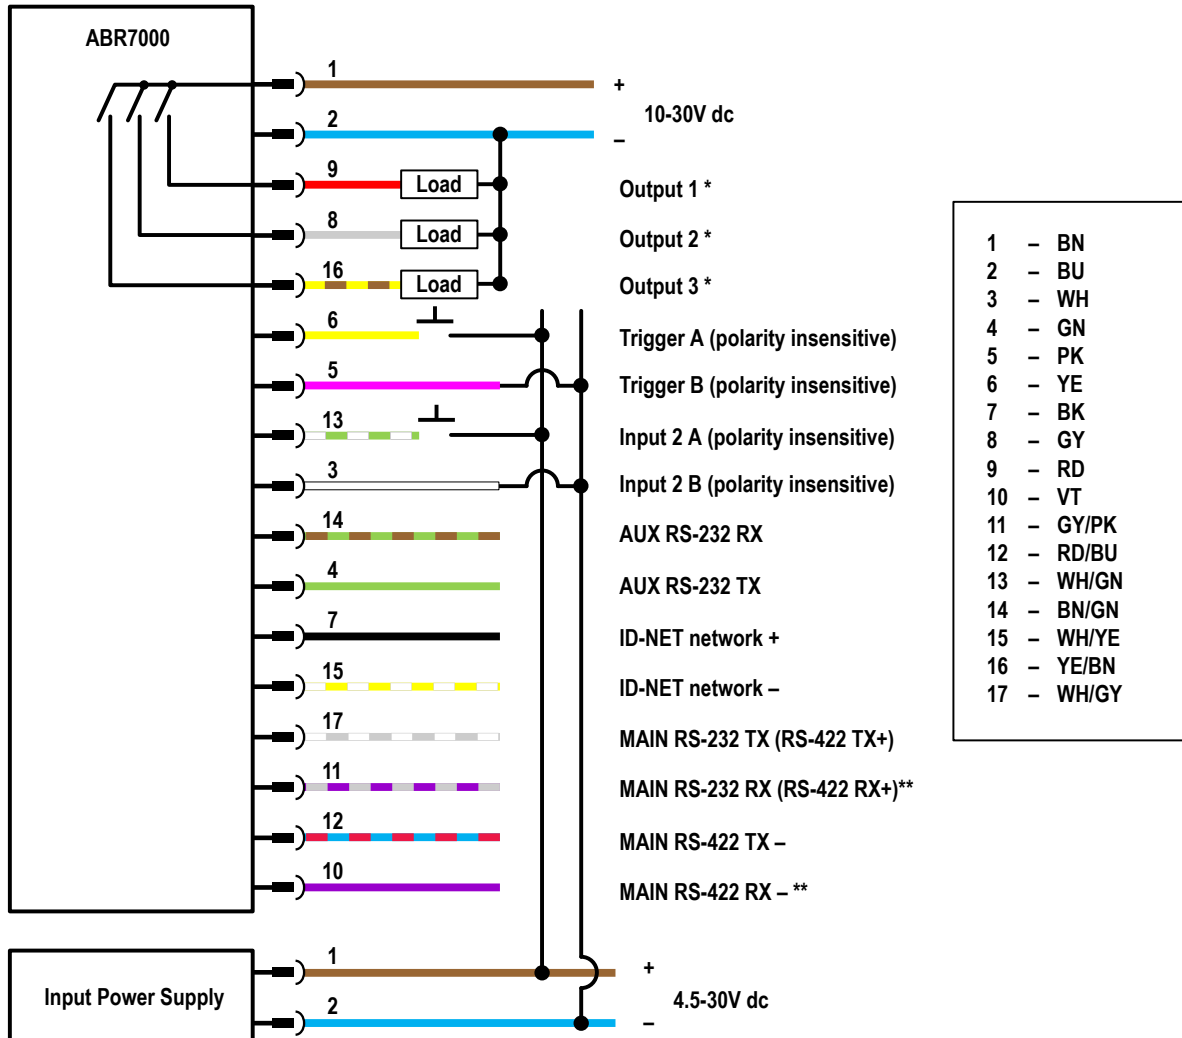 ABR7000
1
+
10-30V dc
2
–
9
Load
Output 1 *
8
Load
Output 2 *
16
Load
Output 3 *
6
Trigger A (polarity insensitive)
5
Trigger B (polarity insensitive)
13
Input 2 A (polarity insensitive)
3
Input 2 B (polarity insensitive)
14
AUX RS-232 RX
4
AUX RS-232 TX
7
ID-NET network +
15
ID-NET network –
17
MAIN RS-232 TX (RS-422 TX+)
11
MAIN RS-232 RX (RS-422 RX+)**
12
MAIN RS-422 TX –
10
MAIN RS-422 RX – **
Input Power Supply
1
+
4.5-30V dc
2
–
1 – BN
2 – BU
3 – WH
4 – GN
5 – PK
6 – YE
7 – BK
8 – GY
9 – RD
10 – VT
11 – GY/PK
12 – RD/BU
13 – WH/GN
14 – BN/GN
15 – WH/YE
16 – YE/BN
17 – WH/GY